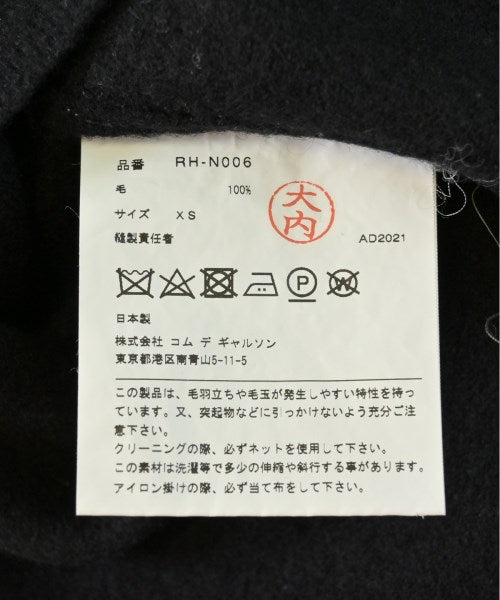 品番 RH-N006
毛 100%
サイズ XS
大内
縫製責任者 AD2021
P W
日本製
株式会社 コム デ ギャルソン
東京都港区南青山5-11-5
この製品は、毛羽立ちや毛玉が発生しやすい特性を持っ
ています。又、突起物などに引っかけないよう充分ご注
意下さい。
クリーニングの際、必ずネットを使用して下さい。
この素材は洗濯等で多少の伸縮や斜行する事があります。
アイロン掛けの際、必ず当て布をして下さい。